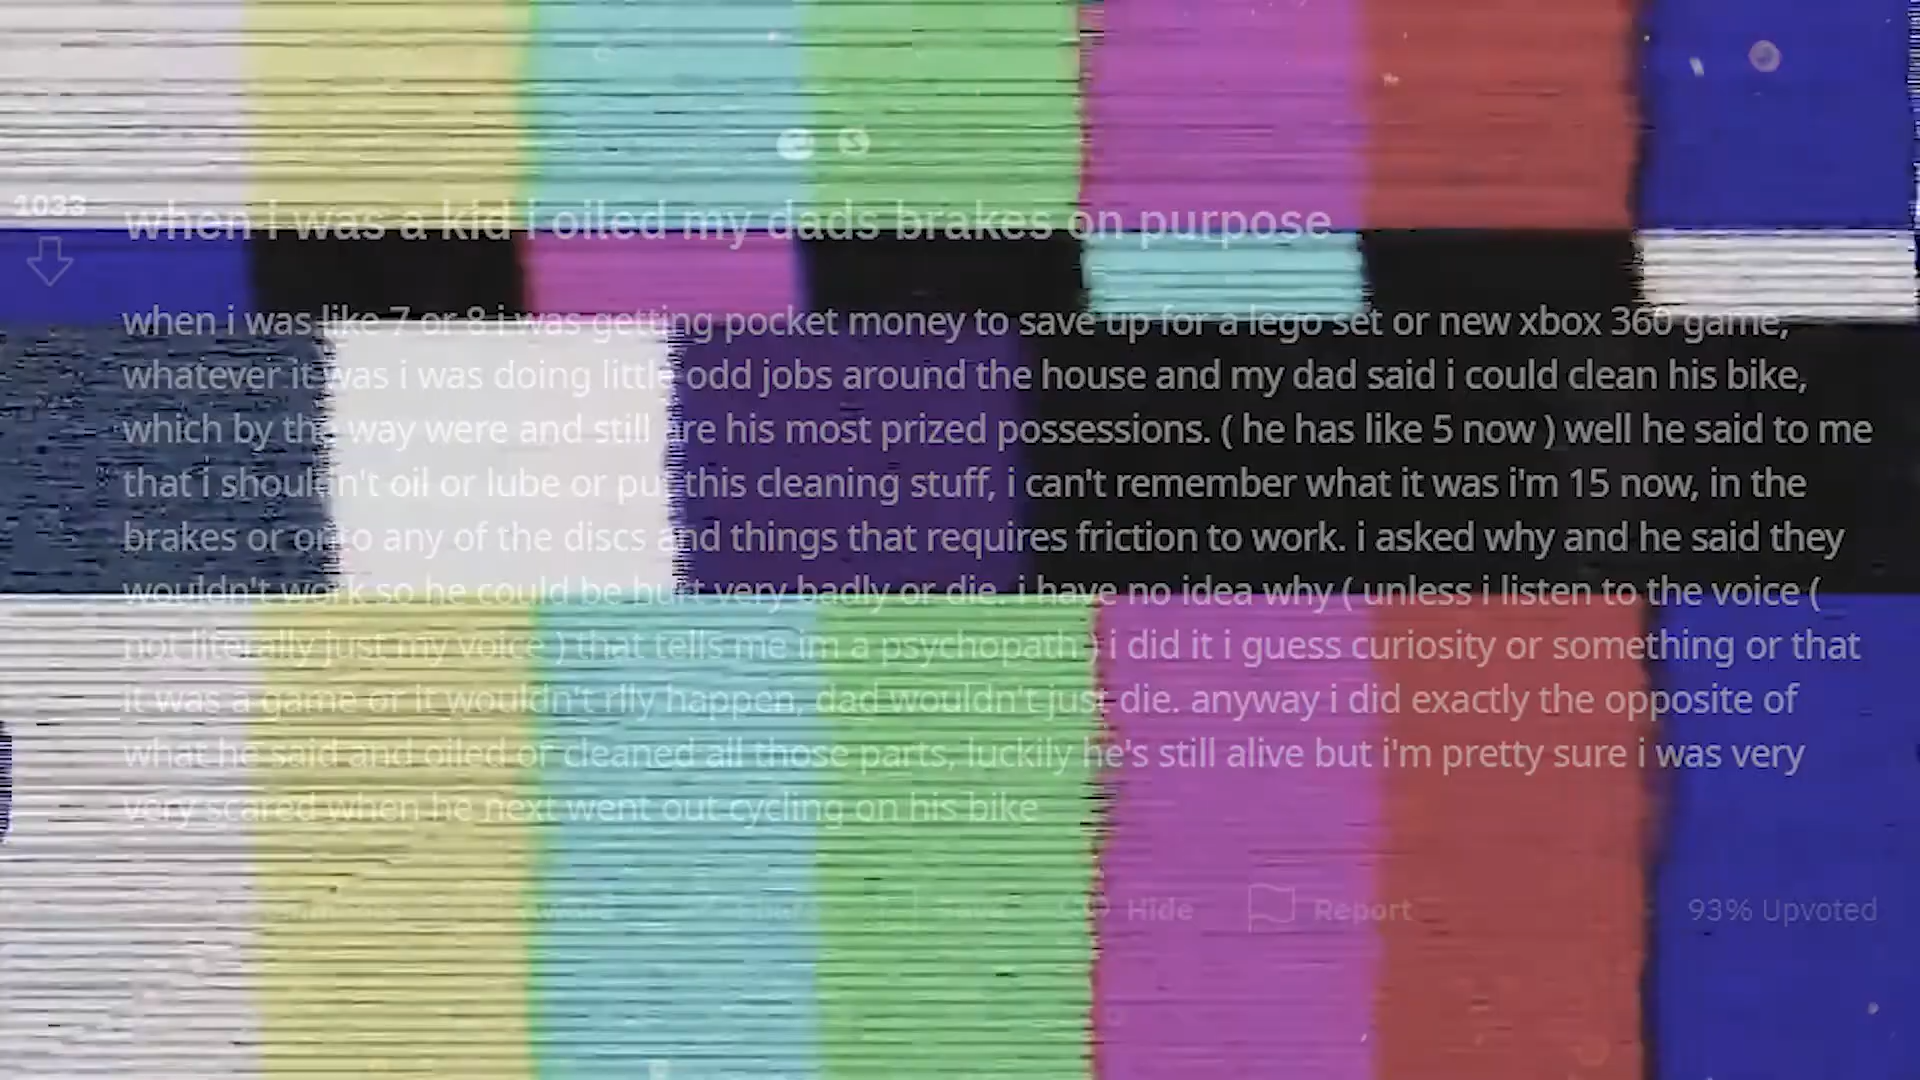 1033
when i was a kid i oiled my dads brakes on purpose
when i was like 7 or 8 i was getting pocket money to save up for a lego set or new xbox 360 game,
whatever it was i was doing little odd jobs around the house and my dad said i could clean his bike,
which by the way were and still are his most prized possessions. ( he has like 5 now ) well he said to me
that i shouldn't oil or lube or put this cleaning stuff, i can't remember what it was i'm 15 now, in the
brakes or onto any of the discs and things that requires friction to work. i asked why and he said they
wouldn't work so he could be hurt very badly or die. i have no idea why ( unless i listen to the voice (
not literally just my voice ) that tells me im a psychopath ) i did it i guess curiosity or something or that
it was a game or it wouldn't rlly happen, dad wouldn't just die. anyway i did exactly the opposite of
what he said and oiled or cleaned all those parts, luckily he's still alive but i'm pretty sure i was very
very scared when he next went out cycling on his bike
Save Hide Report 93% Upvoted